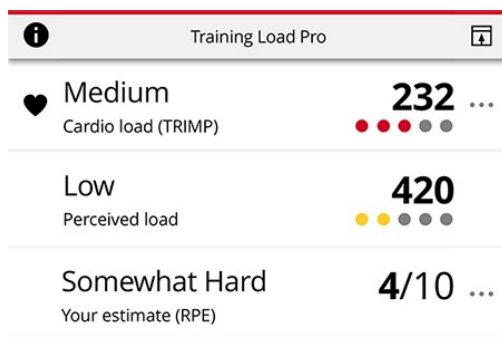 Training Load Pro
Medium 232
Cardio load (TRIMP)
Low 420
Perceived load
Somewhat Hard 4/10
Your estimate (RPE)